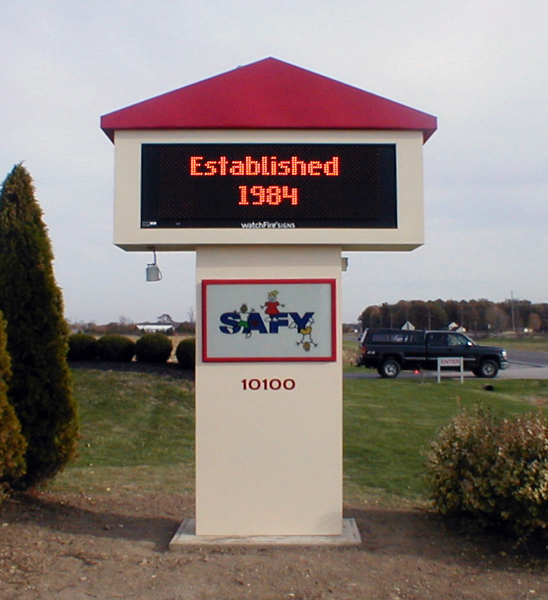 Established
1984
watchFire SIGNS
SAFY
10100
ENTER